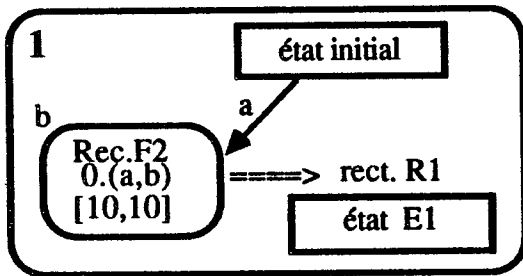 1
état initial
a
b
Rec.F2
0.(a,b)
[10,10]
====> rect. R1
état E1